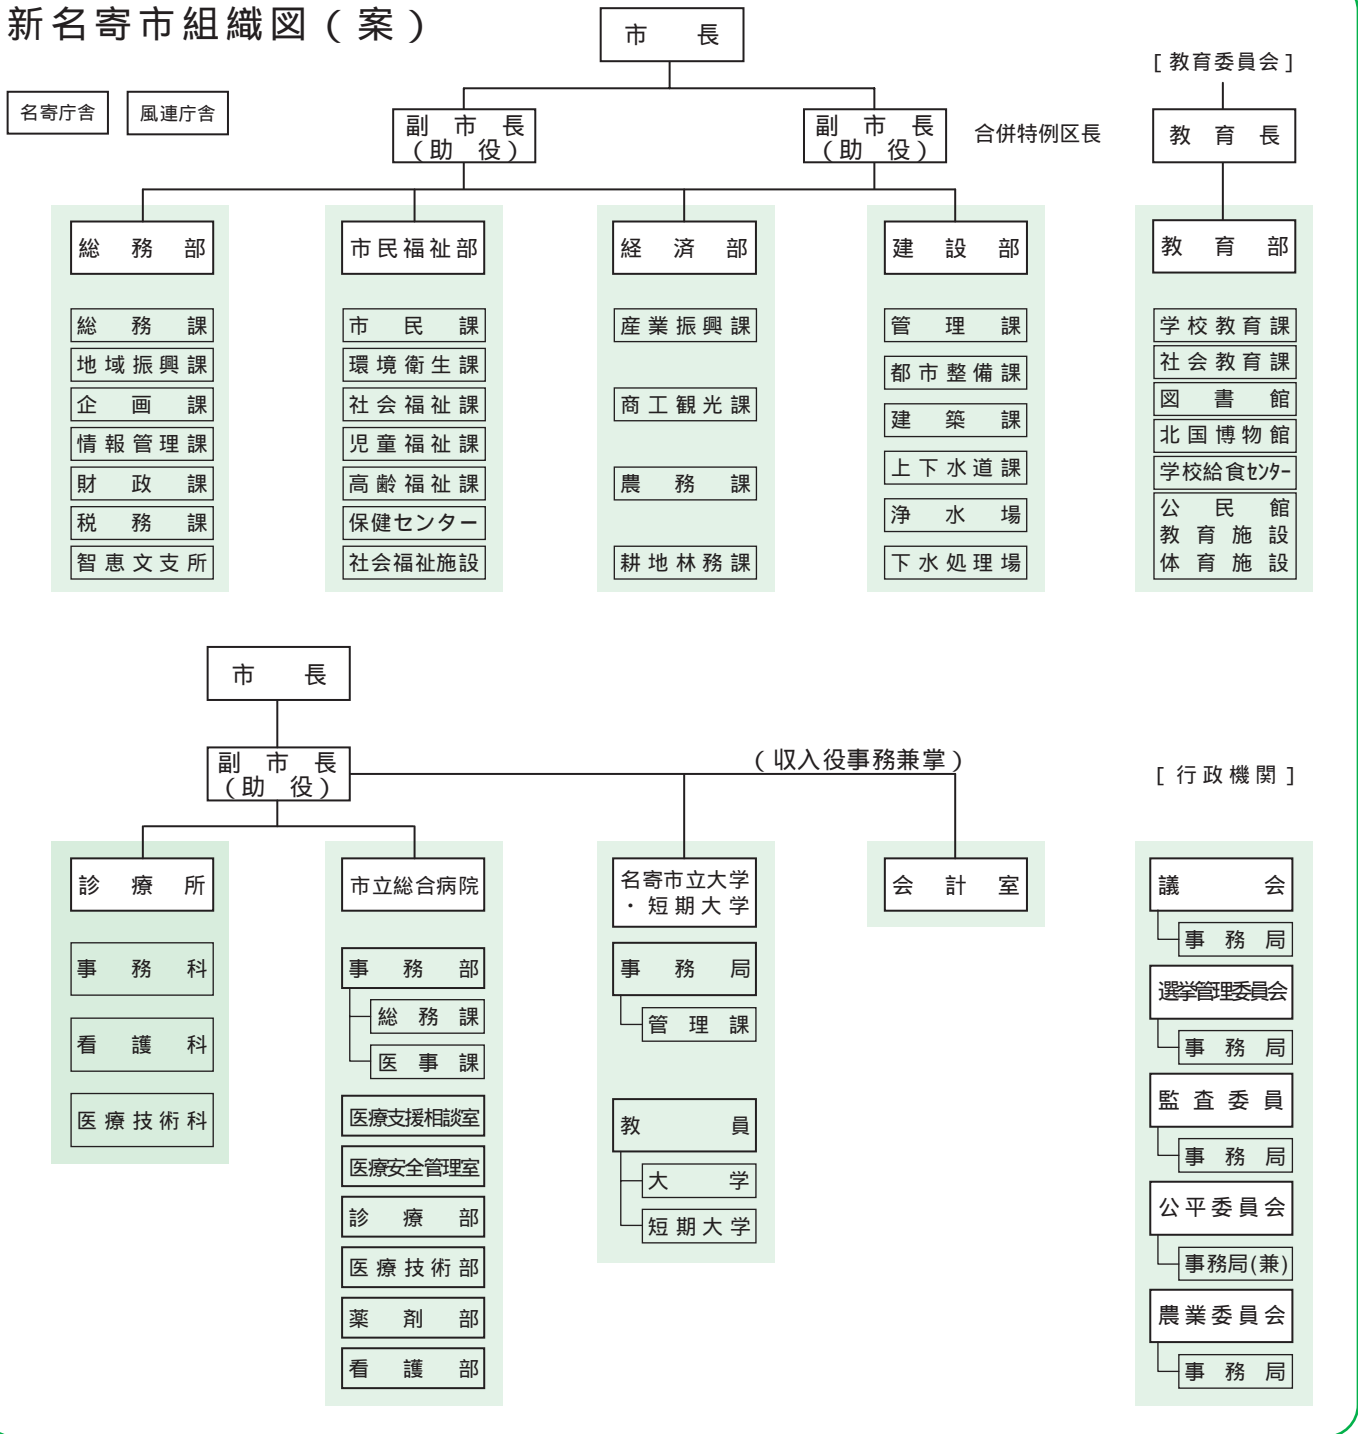 新名寄市組織図（案）
市長
[教育委員会]
名寄庁舎
風連庁舎
副市長
（助役）
副市長
（助役）
合併特例区長
教育長
総務部
総務課
地域振興課
企画課
情報管理課
財政課
税務課
智恵文支所
市民福祉部
市民課
環境衛生課
社会福祉課
児童福祉課
高齢福祉課
保健センター
社会福祉施設
経済部
産業振興課
商工観光課
農務課
耕地林務課
建設部
管理課
都市整備課
建築課
上下水道課
浄水場
下水処理場
教育部
学校教育課
社会教育課
図書館
北国博物館
学校給食ｾﾝﾀｰ
公民館
教育施設
体育施設
市長
副市長
（助役）
（収入役事務兼掌）
[行政機関]
診療所
事務科
看護科
医療技術科
市立総合病院
事務部
総務課
医事課
医療支援相談室
医療安全管理室
診療部
医療技術部
薬剤部
看護部
名寄市立大学
・短期大学
事務局
管理課
教員
大学
短期大学
会計室
議会
事務局
選挙管理委員会
事務局
監査委員
事務局
公平委員会
事務局(兼)
農業委員会
事務局